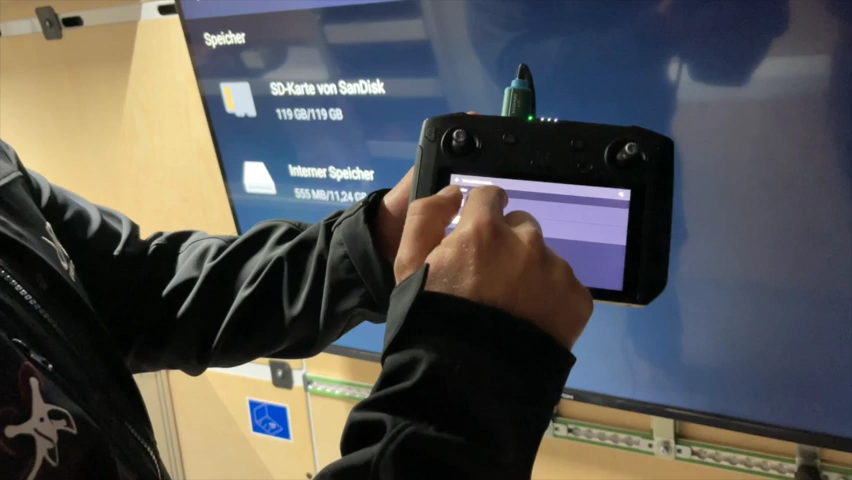 Speicher
SD-Karte von SanDisk
119 GB/119 GB
Interner Speicher
555 MB/11,24 GB